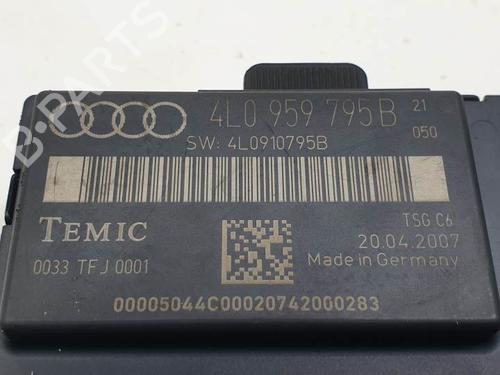 4L0 959 795B 21
050
SW: 4L0910795B
TEMIC
TSG C6
20.04.2007
0033 TFJ 0001
Made in Germany
00005044C00020742000283
B-PARTS